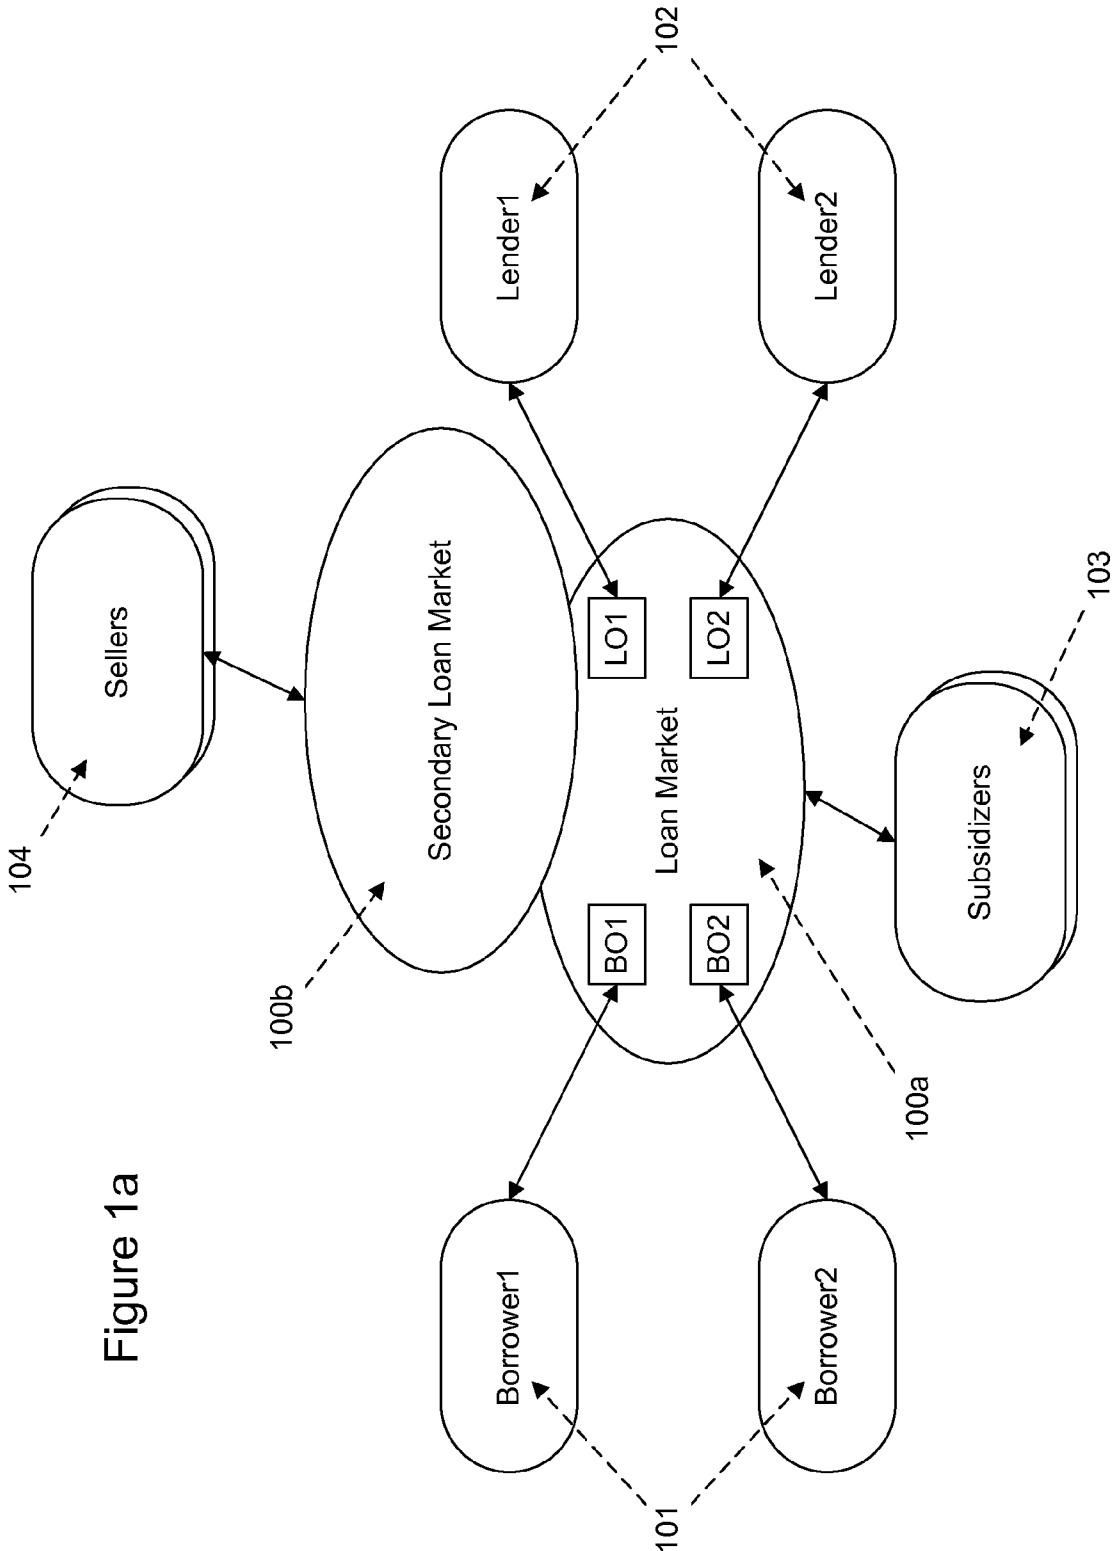 Figure 1a
104
Sellers
100b
Secondary Loan Market
Borrower1
Lender1
BO1
LO1
101
Loan Market
102
BO2
LO2
Borrower2
Lender2
100a
Subsidizers
103